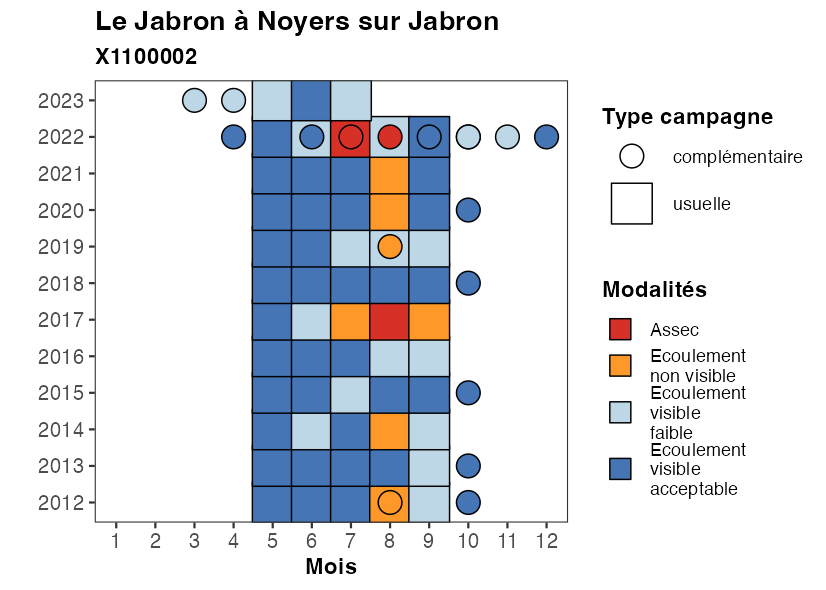 Le Jabron à Noyers sur Jabron
X1100002
2023
2022
2021
2020
2019
2018
2017
2016
2015
2014
2013
2012
1 2 3 4 5 6 7 8 9 10 11 12
Mois
Type campagne
complémentaire
usuelle
Modalités
Assec
Ecoulement
non visible
Ecoulement
visible
faible
Ecoulement
visible
acceptable